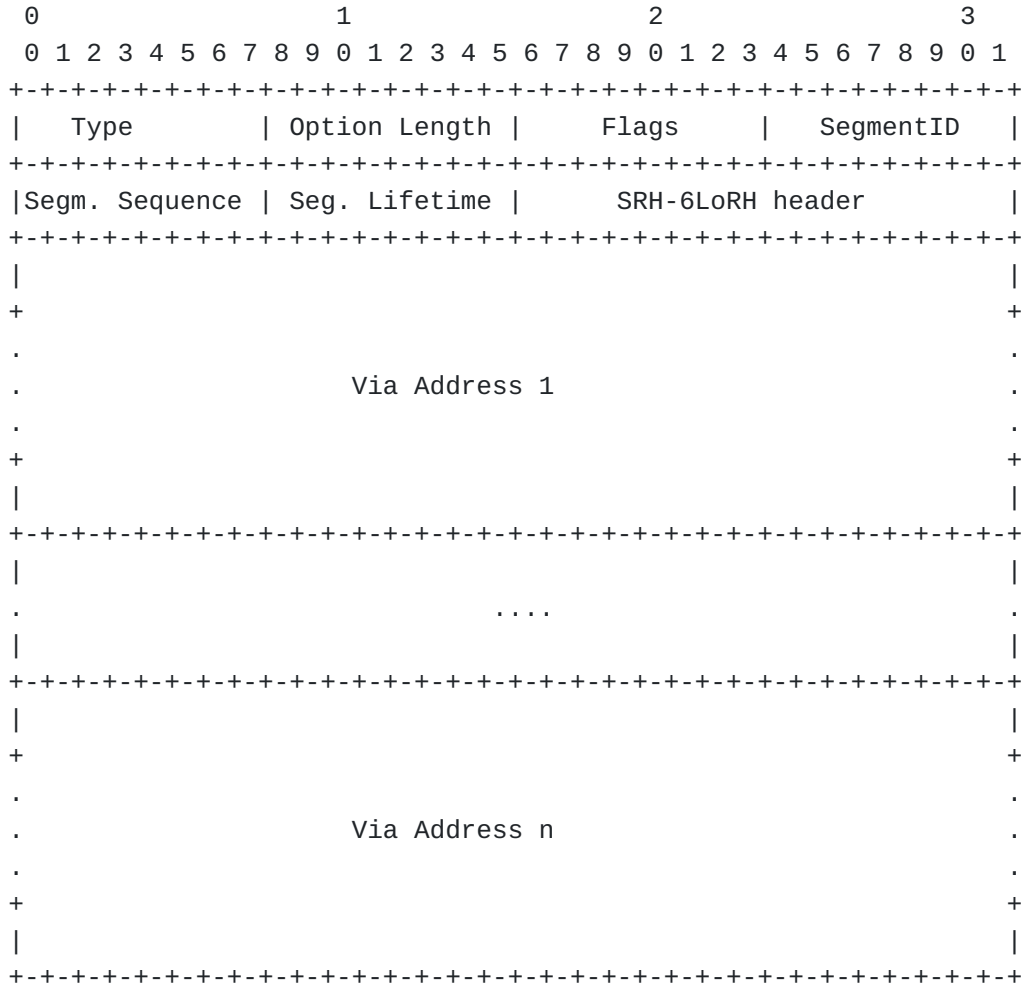 0                   1                   2                   3
 0 1 2 3 4 5 6 7 8 9 0 1 2 3 4 5 6 7 8 9 0 1 2 3 4 5 6 7 8 9 0 1
+-+-+-+-+-+-+-+-+-+-+-+-+-+-+-+-+-+-+-+-+-+-+-+-+-+-+-+-+-+-+-+-+
|   Type        | Option Length |     Flags     |   SegmentID   |
+-+-+-+-+-+-+-+-+-+-+-+-+-+-+-+-+-+-+-+-+-+-+-+-+-+-+-+-+-+-+-+-+
|Segm. Sequence | Seg. Lifetime |      SRH-6LoRH header         |
+-+-+-+-+-+-+-+-+-+-+-+-+-+-+-+-+-+-+-+-+-+-+-+-+-+-+-+-+-+-+-+-+
|                                                               |
+                                                               +
.                                                               .
.                     Via Address 1                             .
.                                                               .
+                                                               +
|                                                               |
+-+-+-+-+-+-+-+-+-+-+-+-+-+-+-+-+-+-+-+-+-+-+-+-+-+-+-+-+-+-+-+-+
|                                                               |
.                              ....                             .
|                                                               |
+-+-+-+-+-+-+-+-+-+-+-+-+-+-+-+-+-+-+-+-+-+-+-+-+-+-+-+-+-+-+-+-+
|                                                               |
+                                                               +
.                                                               .
.                     Via Address n                             .
.                                                               .
+                                                               +
|                                                               |
+-+-+-+-+-+-+-+-+-+-+-+-+-+-+-+-+-+-+-+-+-+-+-+-+-+-+-+-+-+-+-+-+